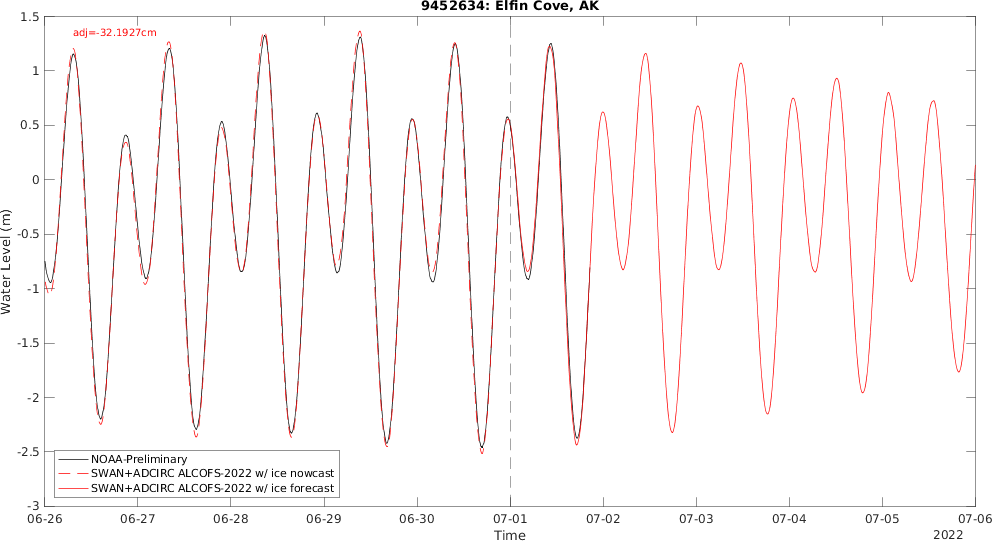 9452634: Elfin Cove, AK
adj=-32.1927cm
1.5
1
0.5
0
-0.5
-1
-1.5
-2
-2.5
-3
Water Level (m)
NOAA-Preliminary
SWAN+ADCIRC ALCOFS-2022 w/ ice nowcast
SWAN+ADCIRC ALCOFS-2022 w/ ice forecast
06-26 06-27 06-28 06-29 06-30 07-01 07-02 07-03 07-04 07-05 07-06
Time
2022